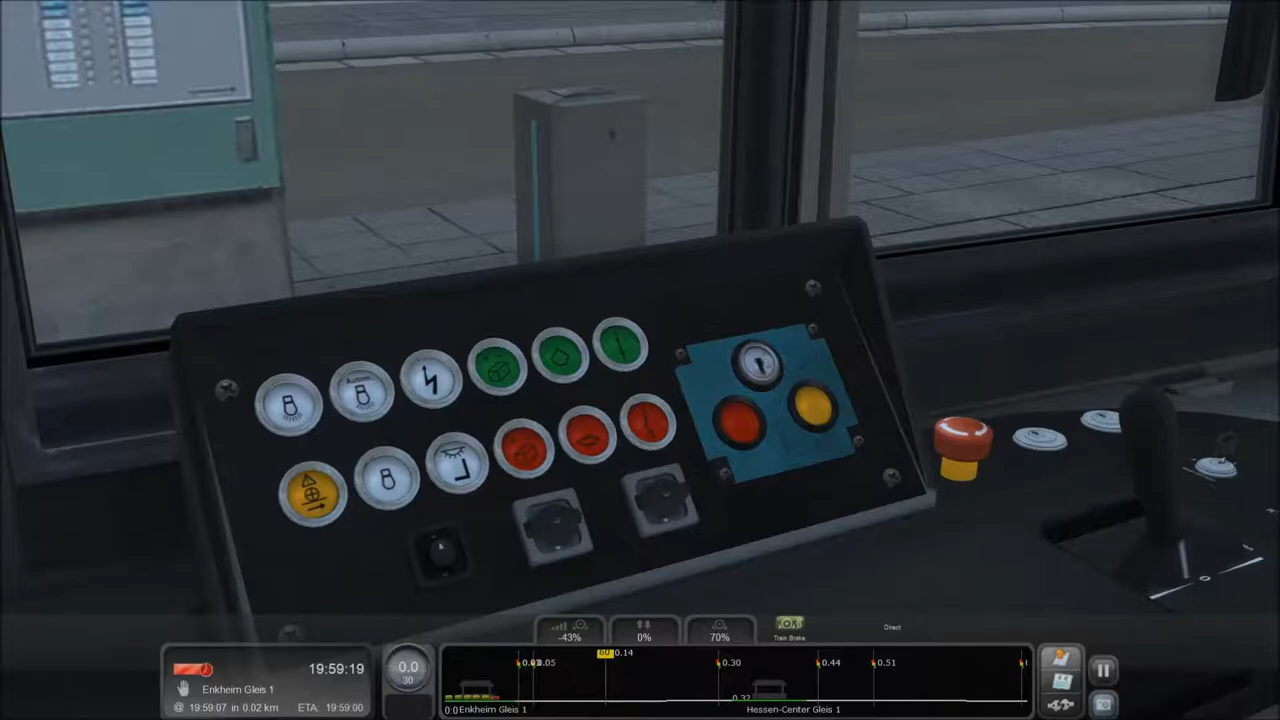 -43%
0%
70%
Train Brake
Direct
19:59:19
Enkheim Gleis 1
@ 19:59:07 in 0.02 km
ETA: 19:59:00
0.0
30
0.05
60
0.14
0.30
0.44
0.51
0.32
Enkheim Gleis 1
Hessen-Center Gleis 1